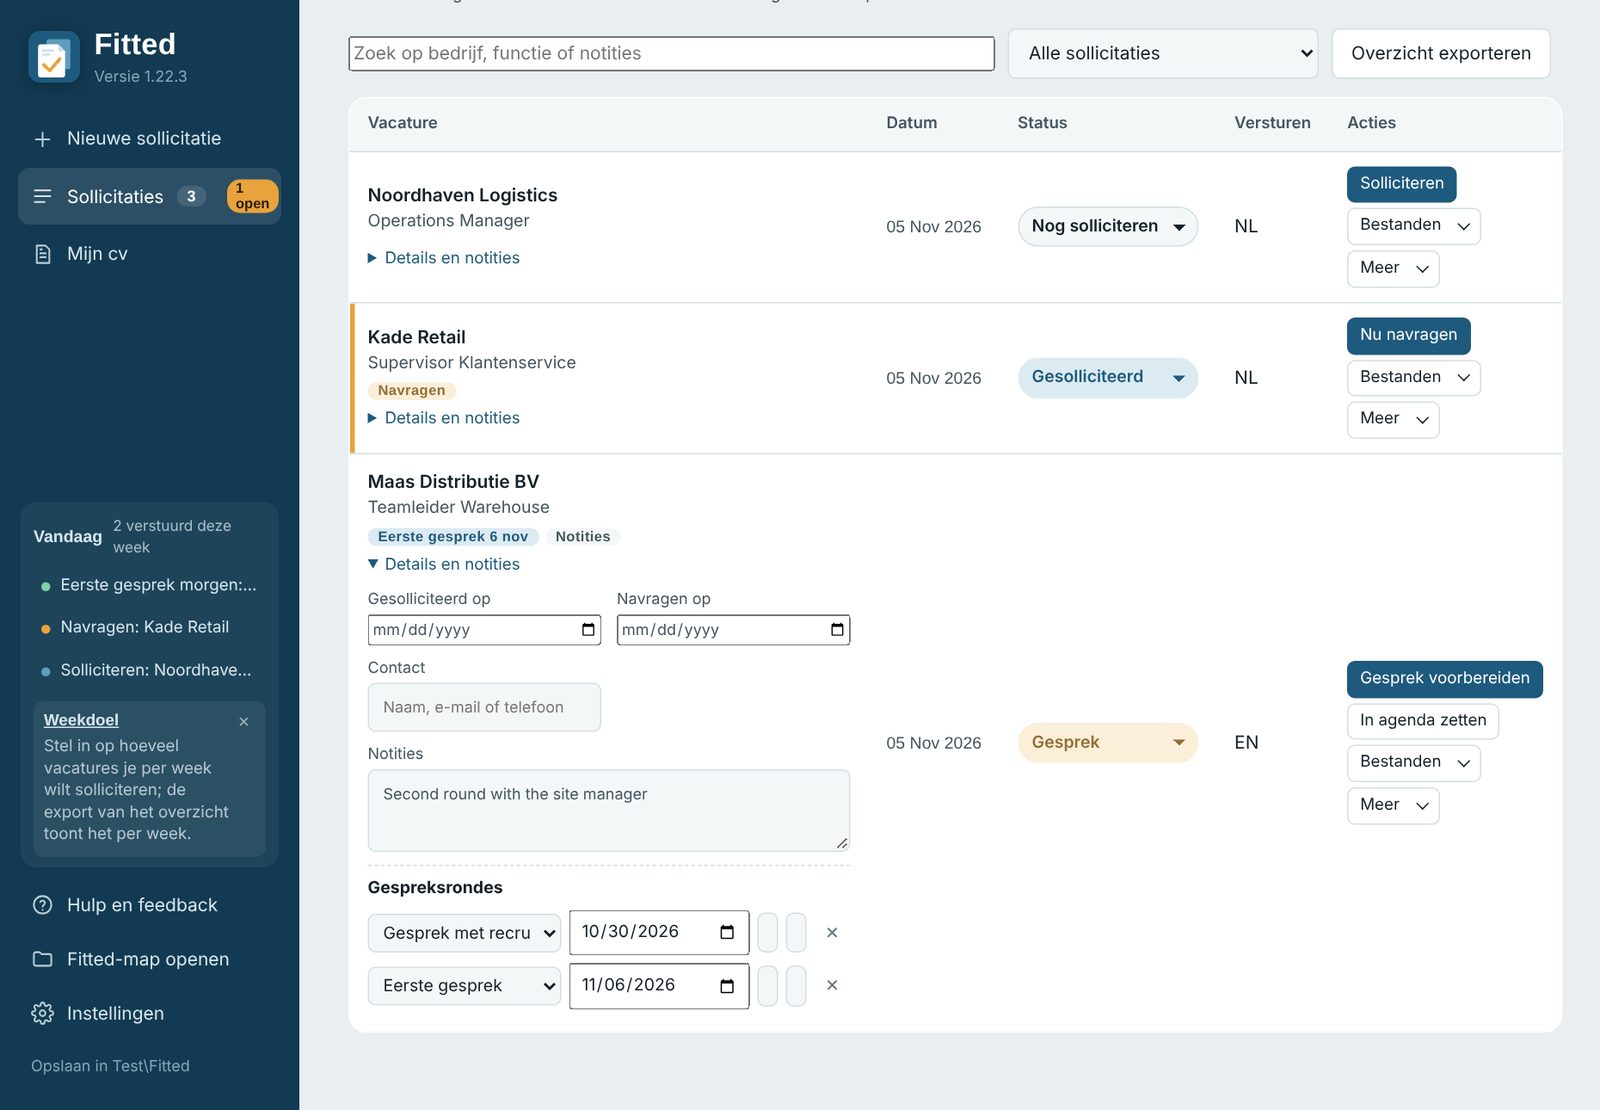 Fitted
Versie 1.22.3
Nieuwe sollicitatie
Sollicitaties 3 1 open
Mijn cv
Vandaag 2 verstuurd deze week
Eerste gesprek morgen:...
Navragen: Kade Retail
Solliciteren: Noordhave...
Weekdoel ×
Stel in op hoeveel
vacatures je per week
wilt solliciteren; de
export van het overzicht
toont het per week.
Hulp en feedback
Fitted-map openen
Instellingen
Opslaan in Test\Fitted
Zoek op bedrijf, functie of notities
Alle sollicitaties
Overzicht exporteren
Vacature Datum Status Versturen Acties
Noordhaven Logistics
Operations Manager
Details en notities
05 Nov 2026
Nog solliciteren
NL
Solliciteren
Bestanden
Meer
Kade Retail
Supervisor Klantenservice
Navragen
Details en notities
05 Nov 2026
Gesolliciteerd
NL
Nu navragen
Bestanden
Meer
Maas Distributie BV
Teamleider Warehouse
Eerste gesprek 6 nov Notities
Details en notities
Gesolliciteerd op Navragen op
mm/dd/yyyy mm/dd/yyyy
Contact
Naam, e-mail of telefoon
Notities
Second round with the site manager
Gespreksrondes
Gesprek met recru 10/30/2026 ×
Eerste gesprek 11/06/2026 ×
05 Nov 2026
Gesprek
EN
Gesprek voorbereiden
In agenda zetten
Bestanden
Meer